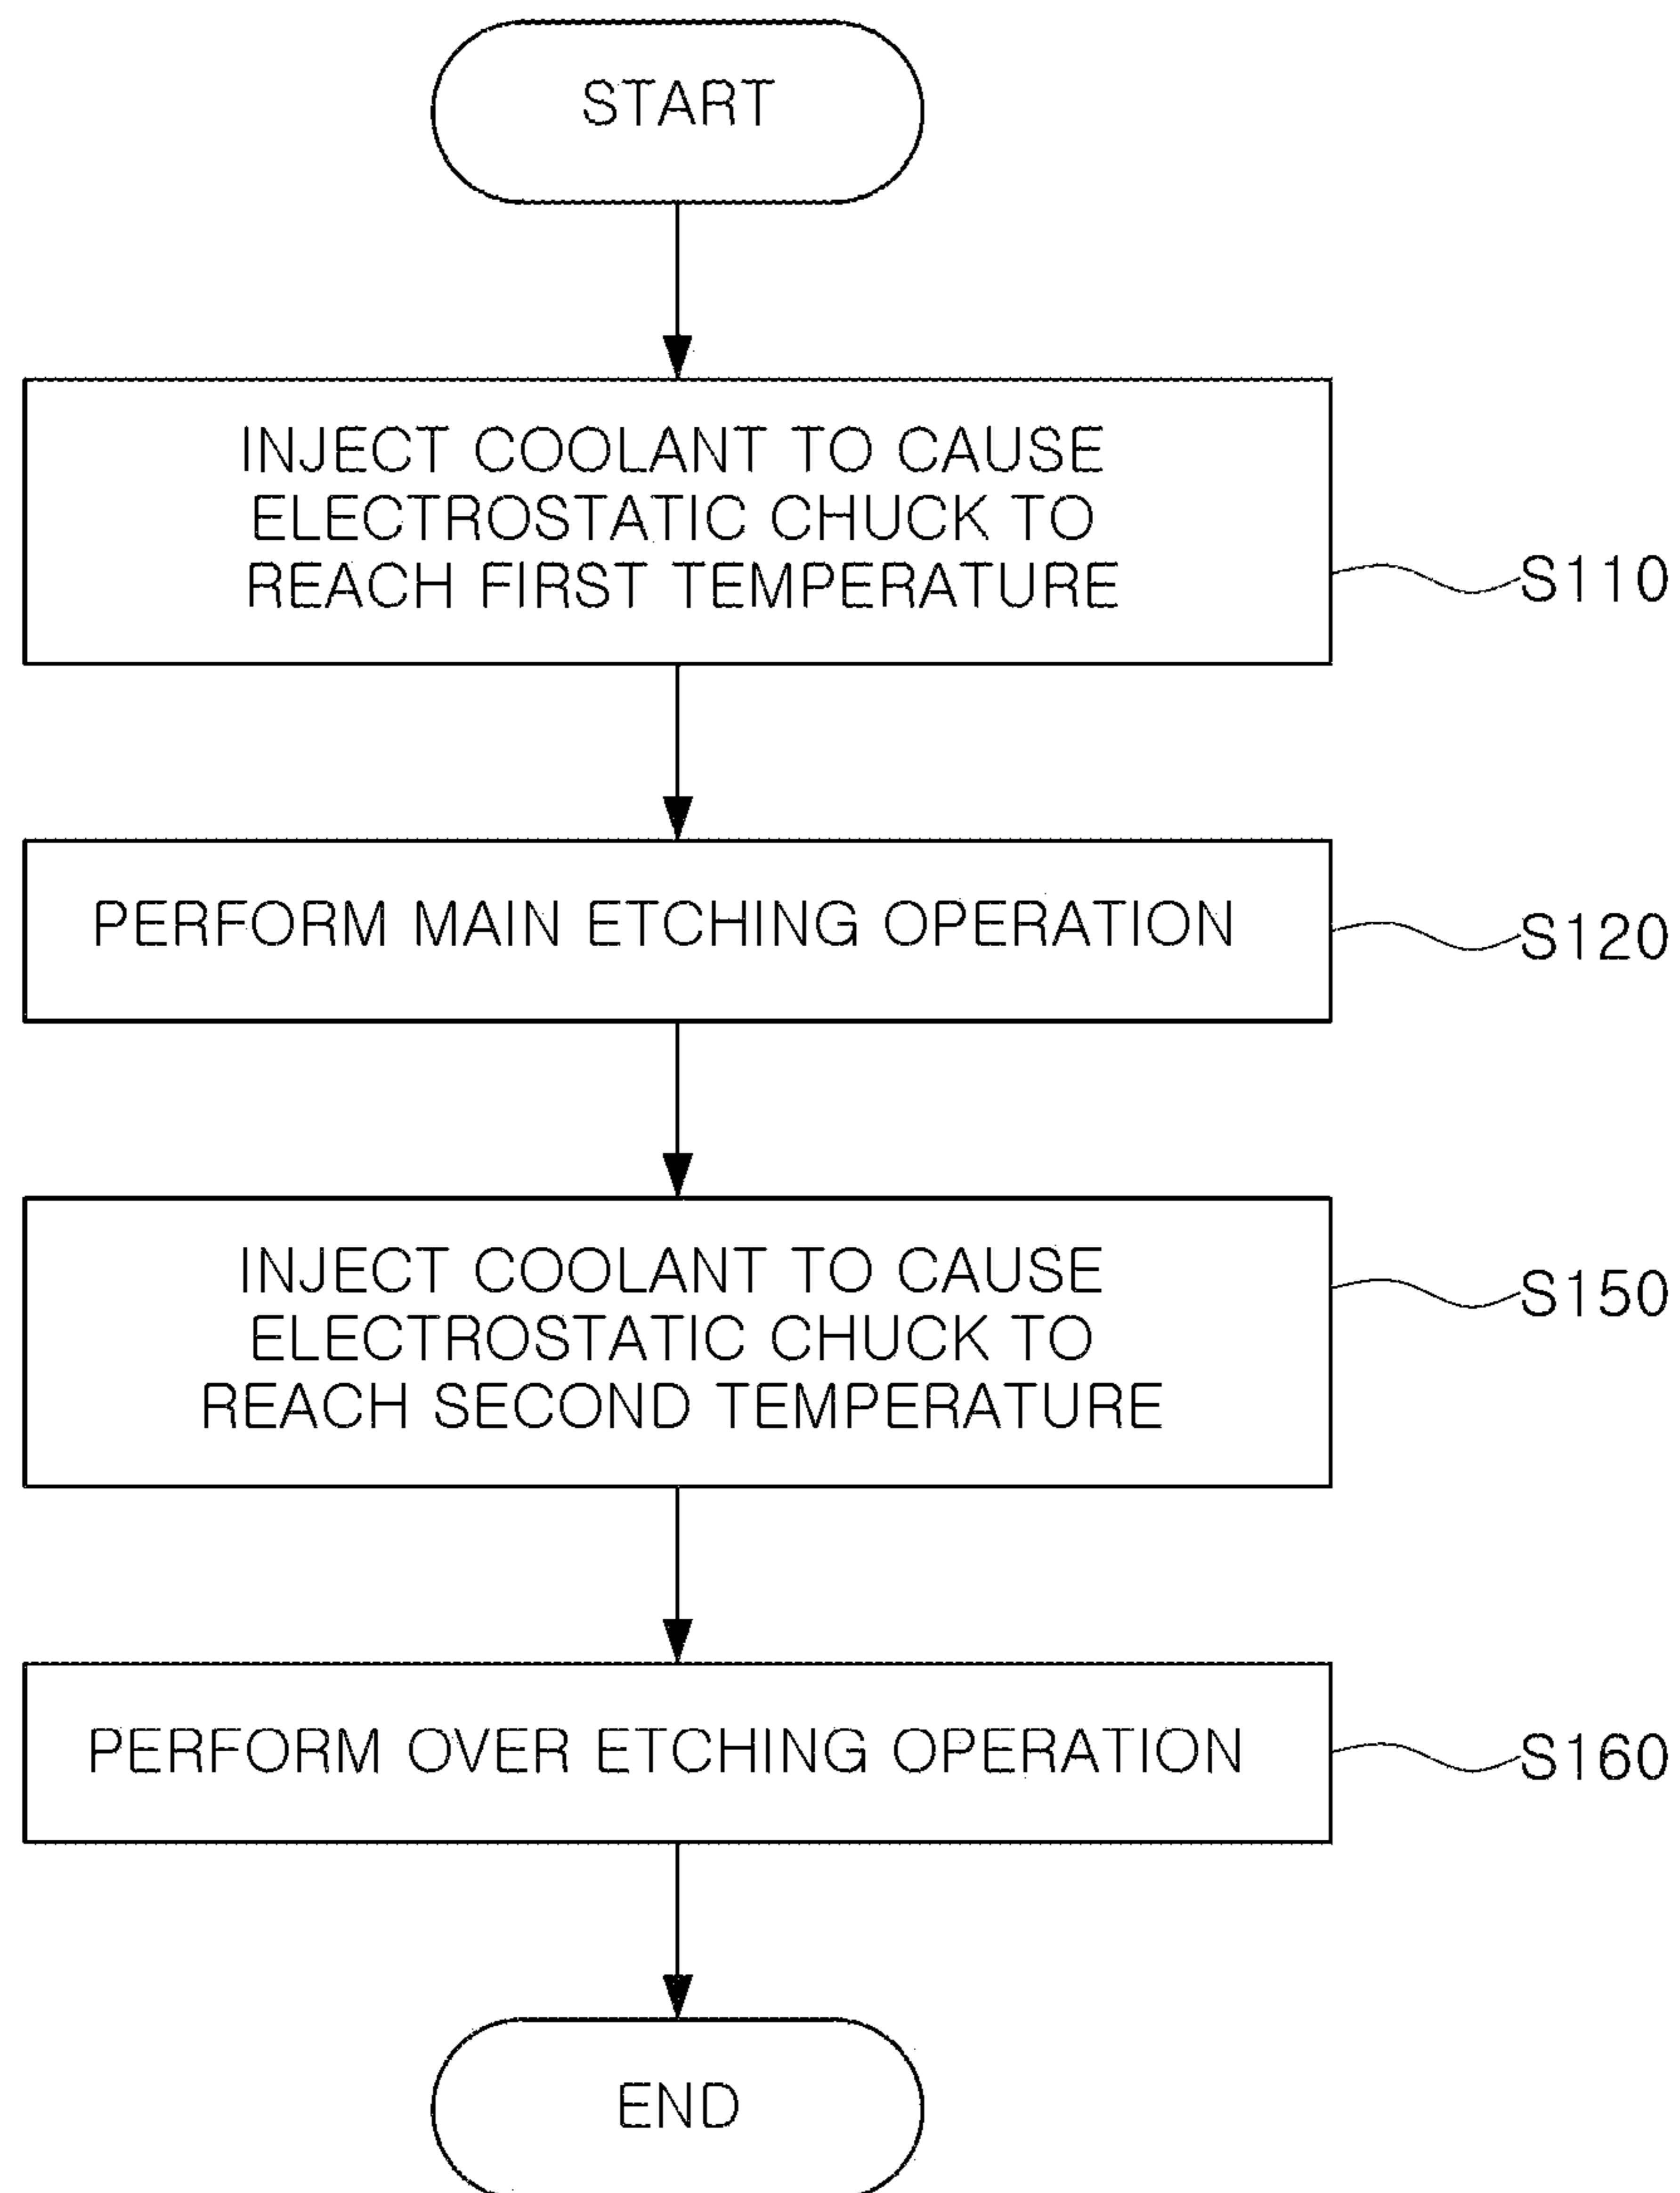 START
INJECT COOLANT TO CAUSE
ELECTROSTATIC CHUCK TO
REACH FIRST TEMPERATURE
S110
PERFORM MAIN ETCHING OPERATION
S120
INJECT COOLANT TO CAUSE
ELECTROSTATIC CHUCK TO
REACH SECOND TEMPERATURE
S150
PERFORM OVER ETCHING OPERATION
S160
END